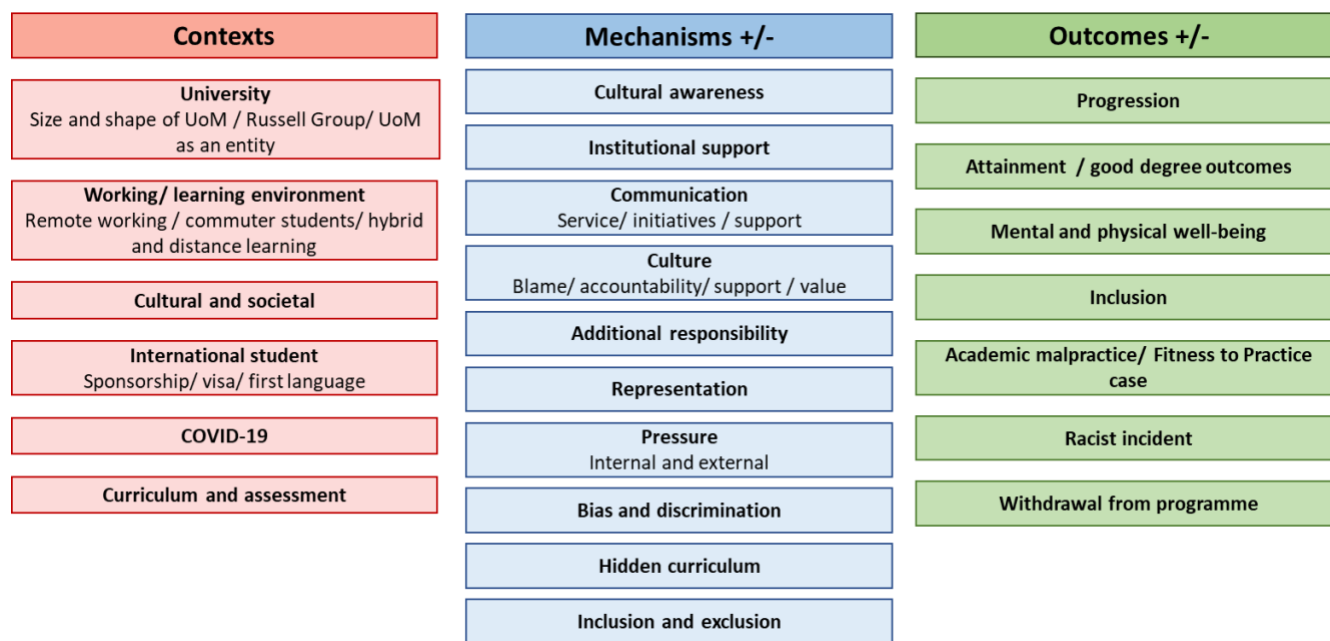 Contexts
University
Size and shape of UoM / Russell Group/ UoM
as an entity
Working/ learning environment
Remote working / commuter students/ hybrid
and distance learning
Cultural and societal
International student
Sponsorship/ visa/ first language
COVID-19
Curriculum and assessment
Mechanisms +/-
Cultural awareness
Institutional support
Communication
Service/ initiatives / support
Culture
Blame/ accountability/ support / value
Additional responsibility
Representation
Pressure
Internal and external
Bias and discrimination
Hidden curriculum
Inclusion and exclusion
Outcomes +/-
Progression
Attainment / good degree outcomes
Mental and physical well-being
Inclusion
Academic malpractice/ Fitness to Practice
case
Racist incident
Withdrawal from programme